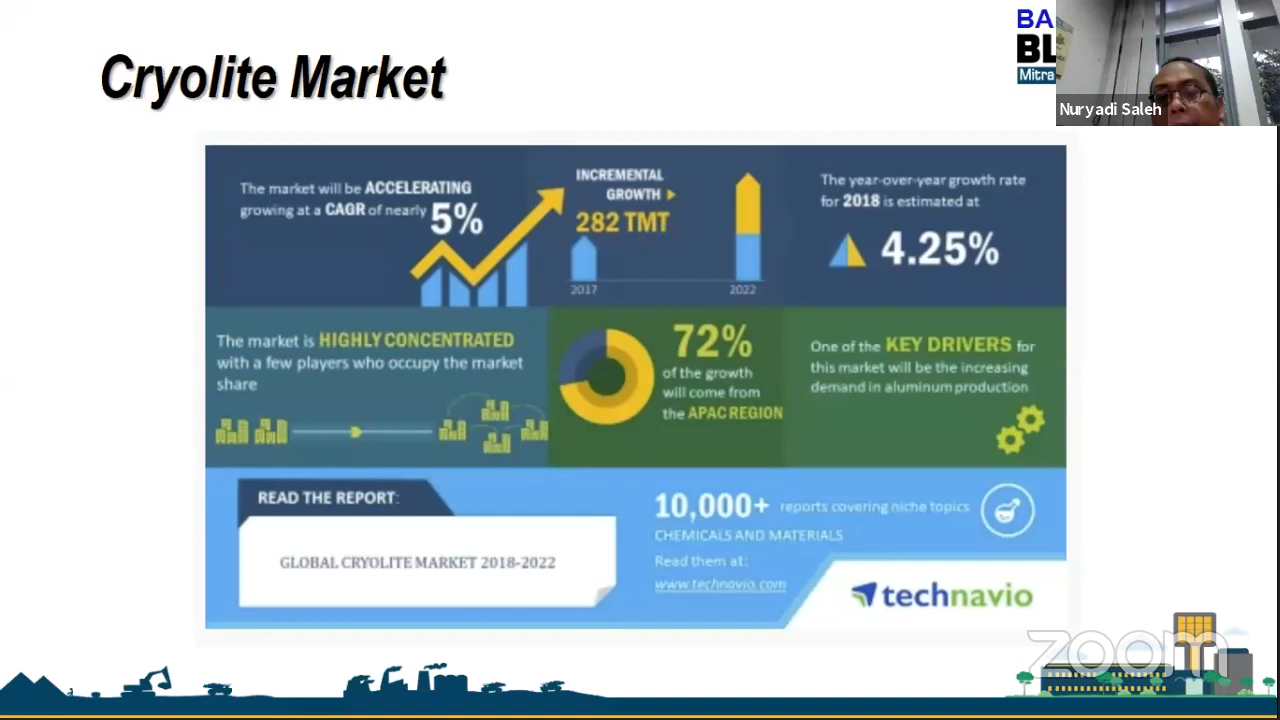 Cryolite Market
BA
BL
Mitra
Nuryadi Saleh
The market will be ACCELERATING
growing at a CAGR of nearly 5%
INCREMENTAL
GROWTH
282 TMT
2017
2022
The year-over-year growth rate
for 2018 is estimated at
4.25%
The market is HIGHLY CONCENTRATED
with a few players who occupy the market
share
72%
of the growth
will come from
the APAC REGION
One of the KEY DRIVERS for
this market will be the increasing
demand in aluminum production
READ THE REPORT:
GLOBAL CRYOLITE MARKET 2018-2022
10,000+ reports covering niche topics
CHEMICALS AND MATERIALS
Read them at:
www.technavio.com
technavio
zoom